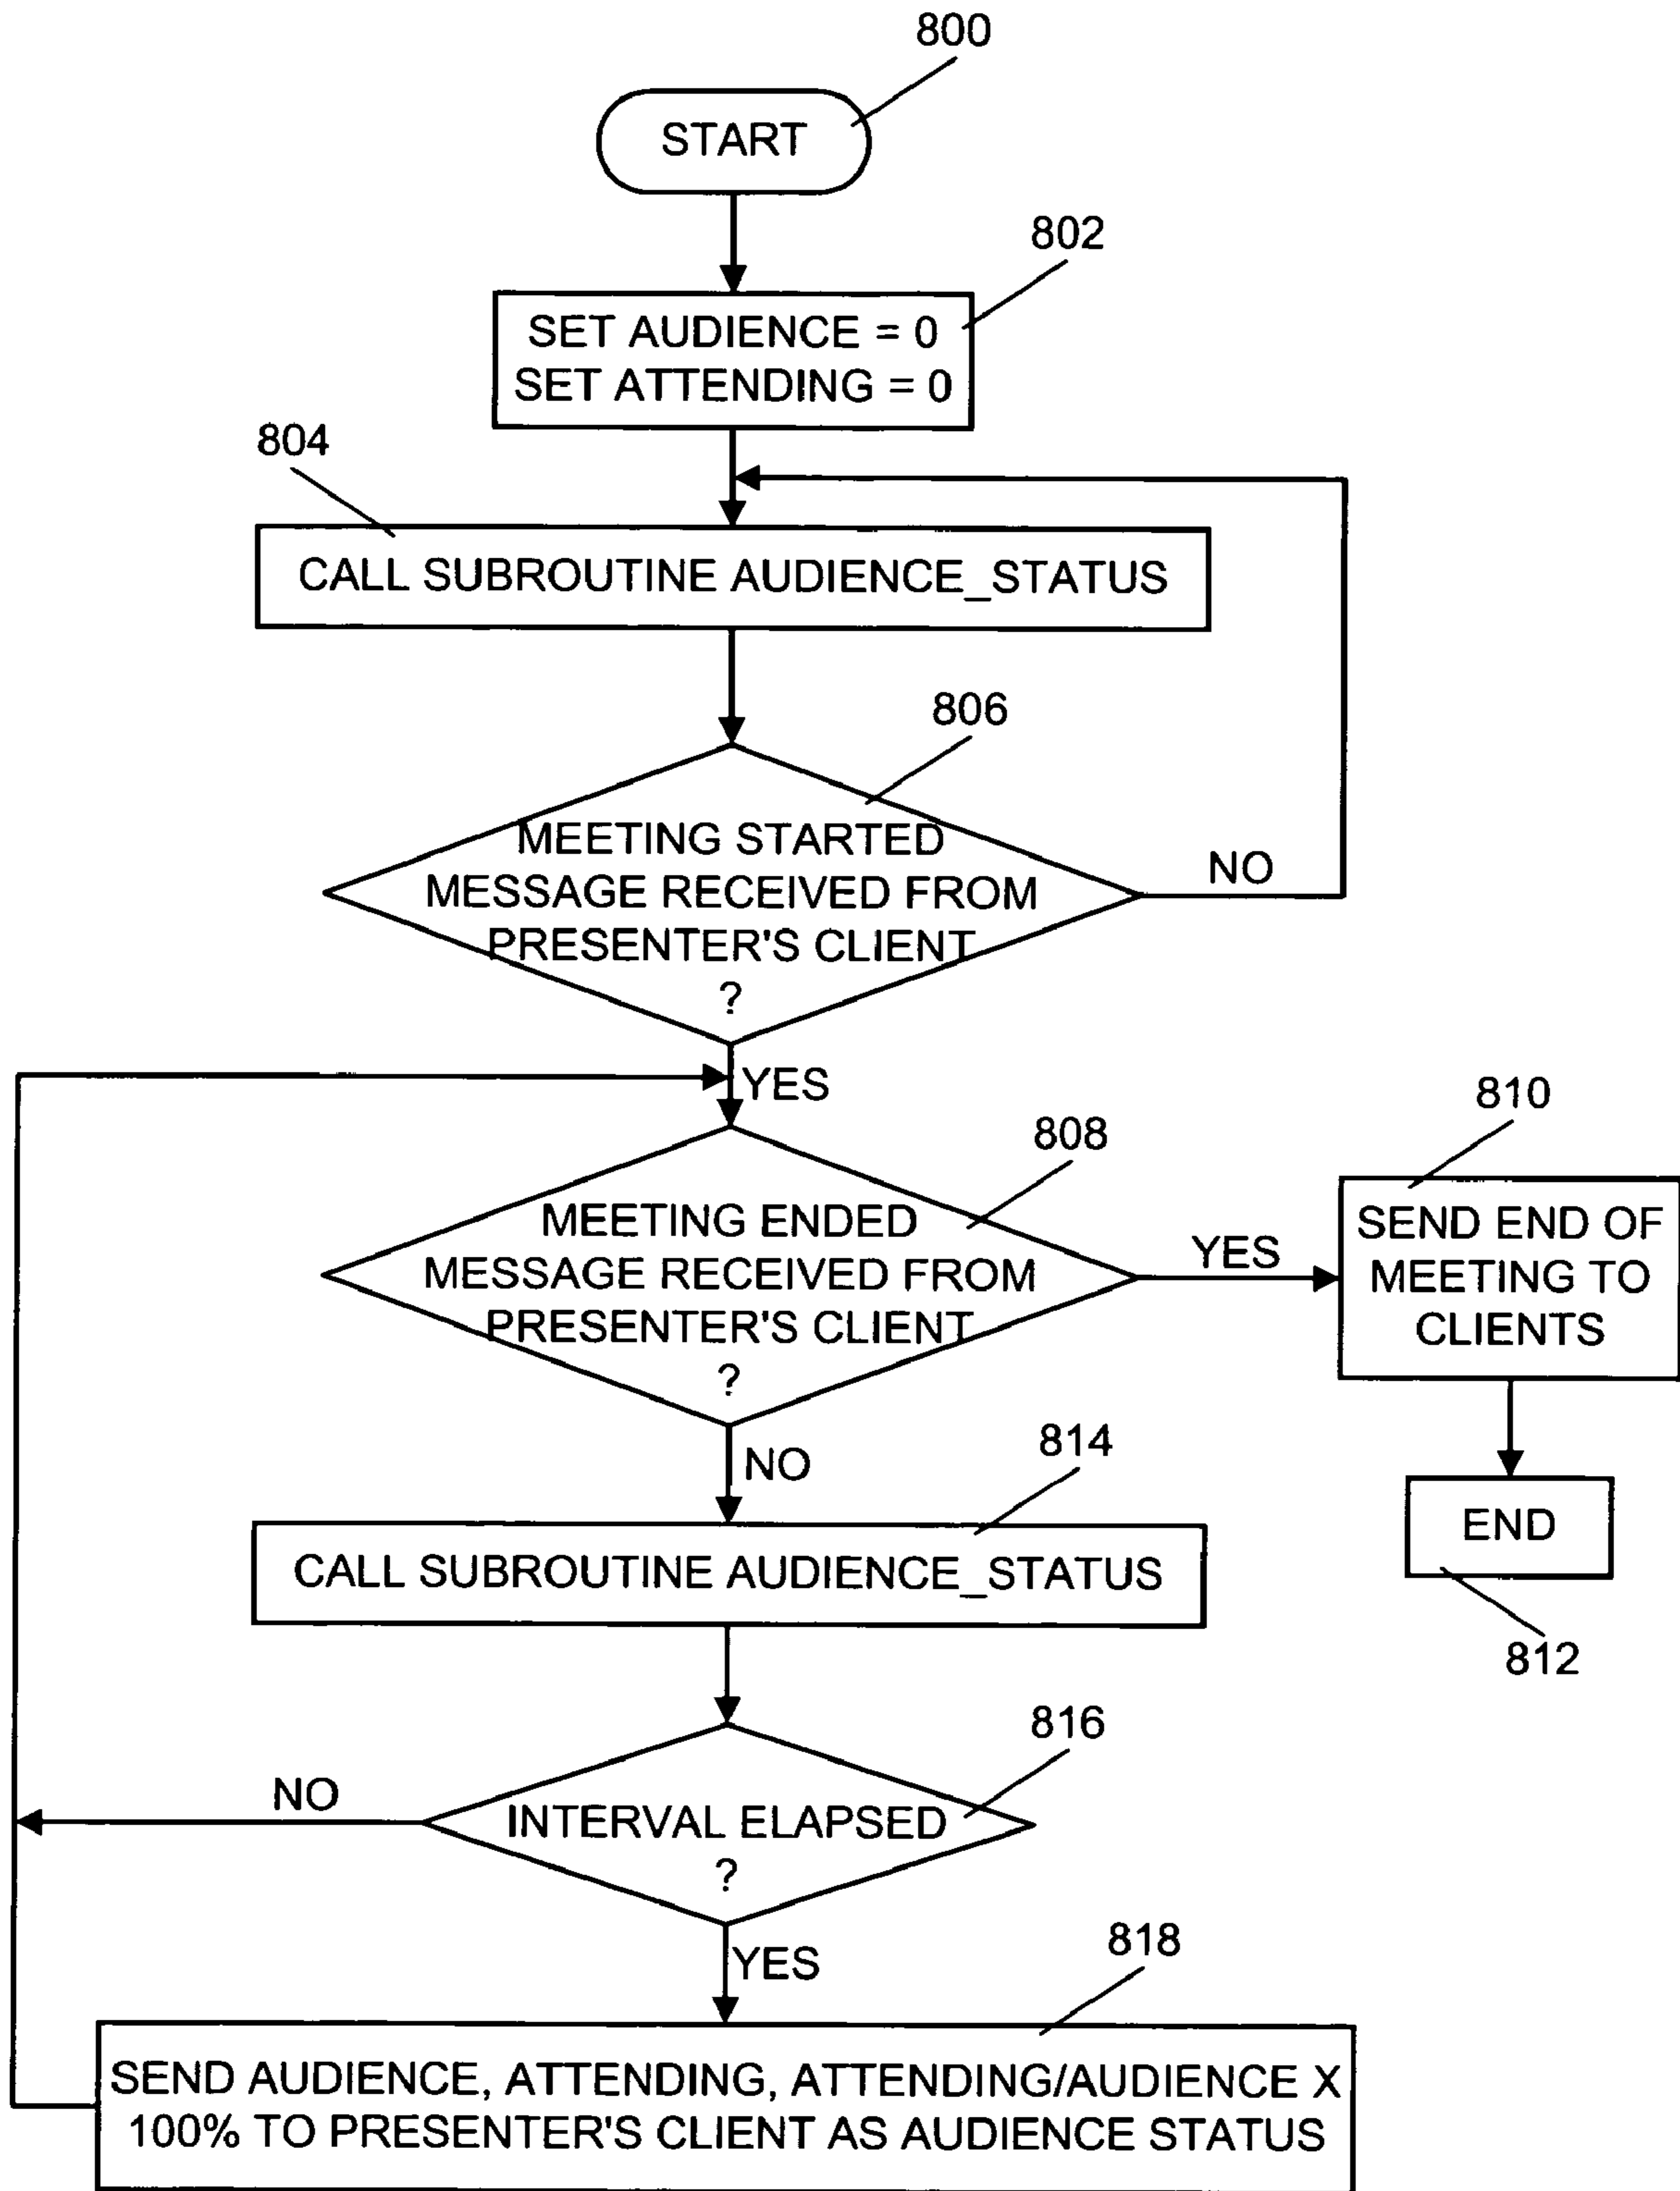 800
START
802
SET AUDIENCE = 0
SET ATTENDING = 0
804
CALL SUBROUTINE AUDIENCE_STATUS
806
MEETING STARTED
MESSAGE RECEIVED FROM
PRESENTER'S CLIENT
?
NO
YES
808
MEETING ENDED
MESSAGE RECEIVED FROM
PRESENTER'S CLIENT
?
YES
810
SEND END OF
MEETING TO
CLIENTS
END
812
NO
814
CALL SUBROUTINE AUDIENCE_STATUS
816
INTERVAL ELAPSED
?
NO
YES
818
SEND AUDIENCE, ATTENDING, ATTENDING/AUDIENCE X
100% TO PRESENTER'S CLIENT AS AUDIENCE STATUS